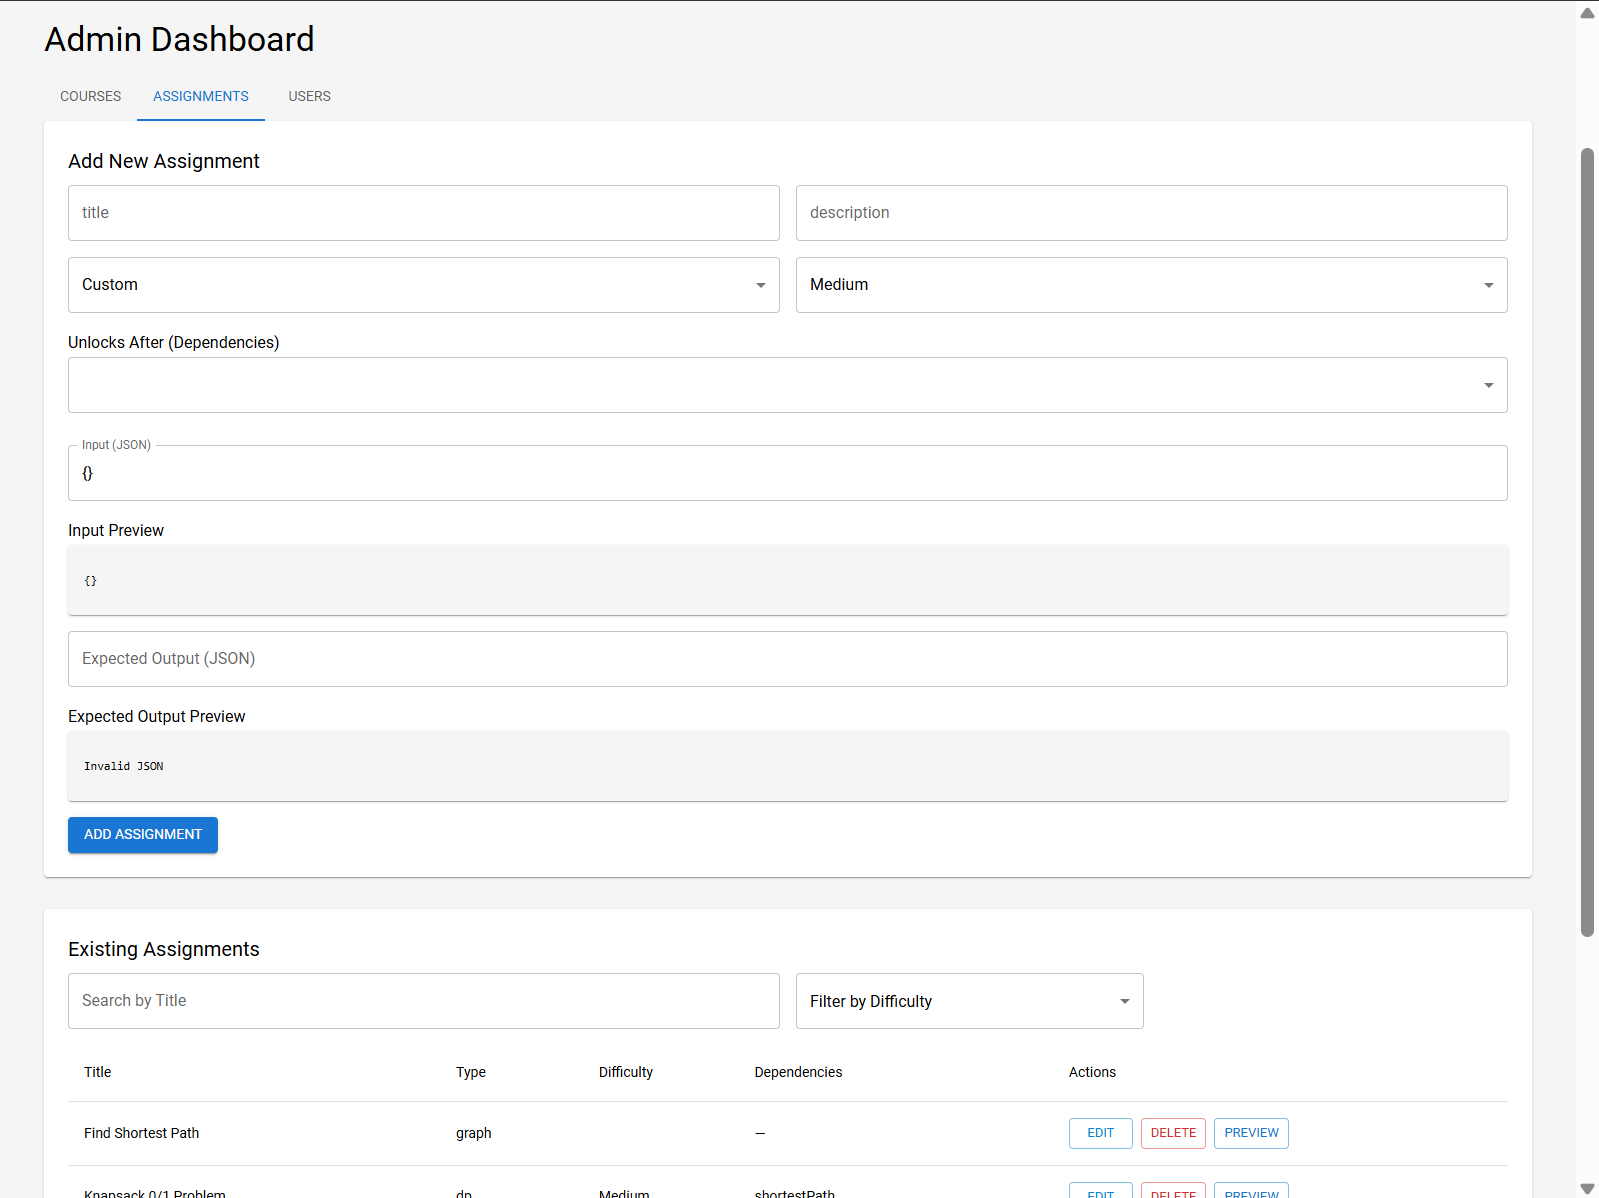 Admin Dashboard
COURSES ASSIGNMENTS USERS
Add New Assignment
title description
Custom Medium
Unlocks After (Dependencies)
Input (JSON)
{}
Input Preview
{}
Expected Output (JSON)
Expected Output Preview
Invalid JSON
ADD ASSIGNMENT
Existing Assignments
Search by Title Filter by Difficulty
Title Type Difficulty Dependencies Actions
Find Shortest Path graph — EDIT DELETE PREVIEW
Knapsack 0/1 Problem dp Medium shortestPath EDIT DELETE PREVIEW